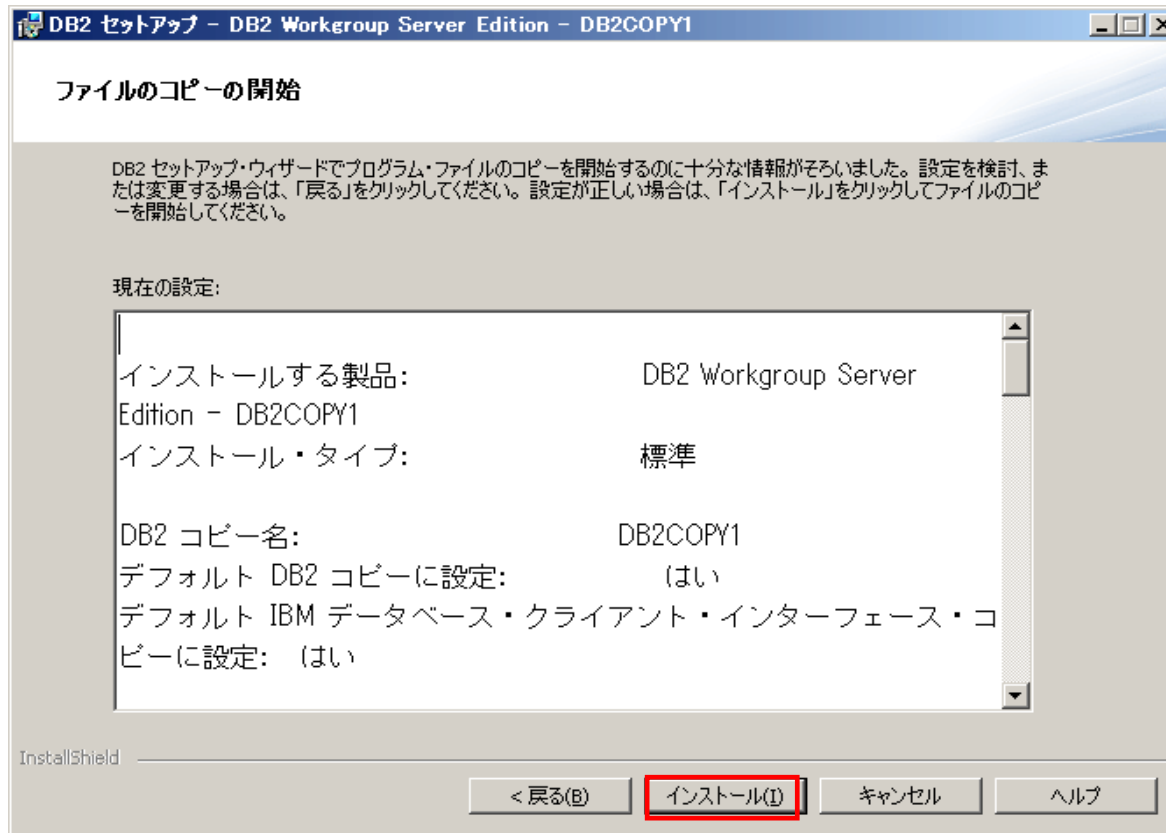 DB2 セットアップ - DB2 Workgroup Server Edition - DB2COPY1
ファイルのコピーの開始
DB2 セットアップ・ウィザードでプログラム・ファイルのコピーを開始するのに十分な情報がそろいました。設定を検討、ま
たは変更する場合は、「戻る」をクリックしてください。設定が正しい場合は、「インストール」をクリックしてファイルのコピ
ーを開始してください。
現在の設定:
インストールする製品: DB2 Workgroup Server
Edition - DB2COPY1
インストール・タイプ: 標準
DB2 コピー名: DB2COPY1
デフォルト DB2 コピーに設定: はい
デフォルト IBM データベース・クライアント・インターフェース・コ
ピーに設定: はい
InstallShield
< 戻る(B) インストール(I) キャンセル ヘルプ